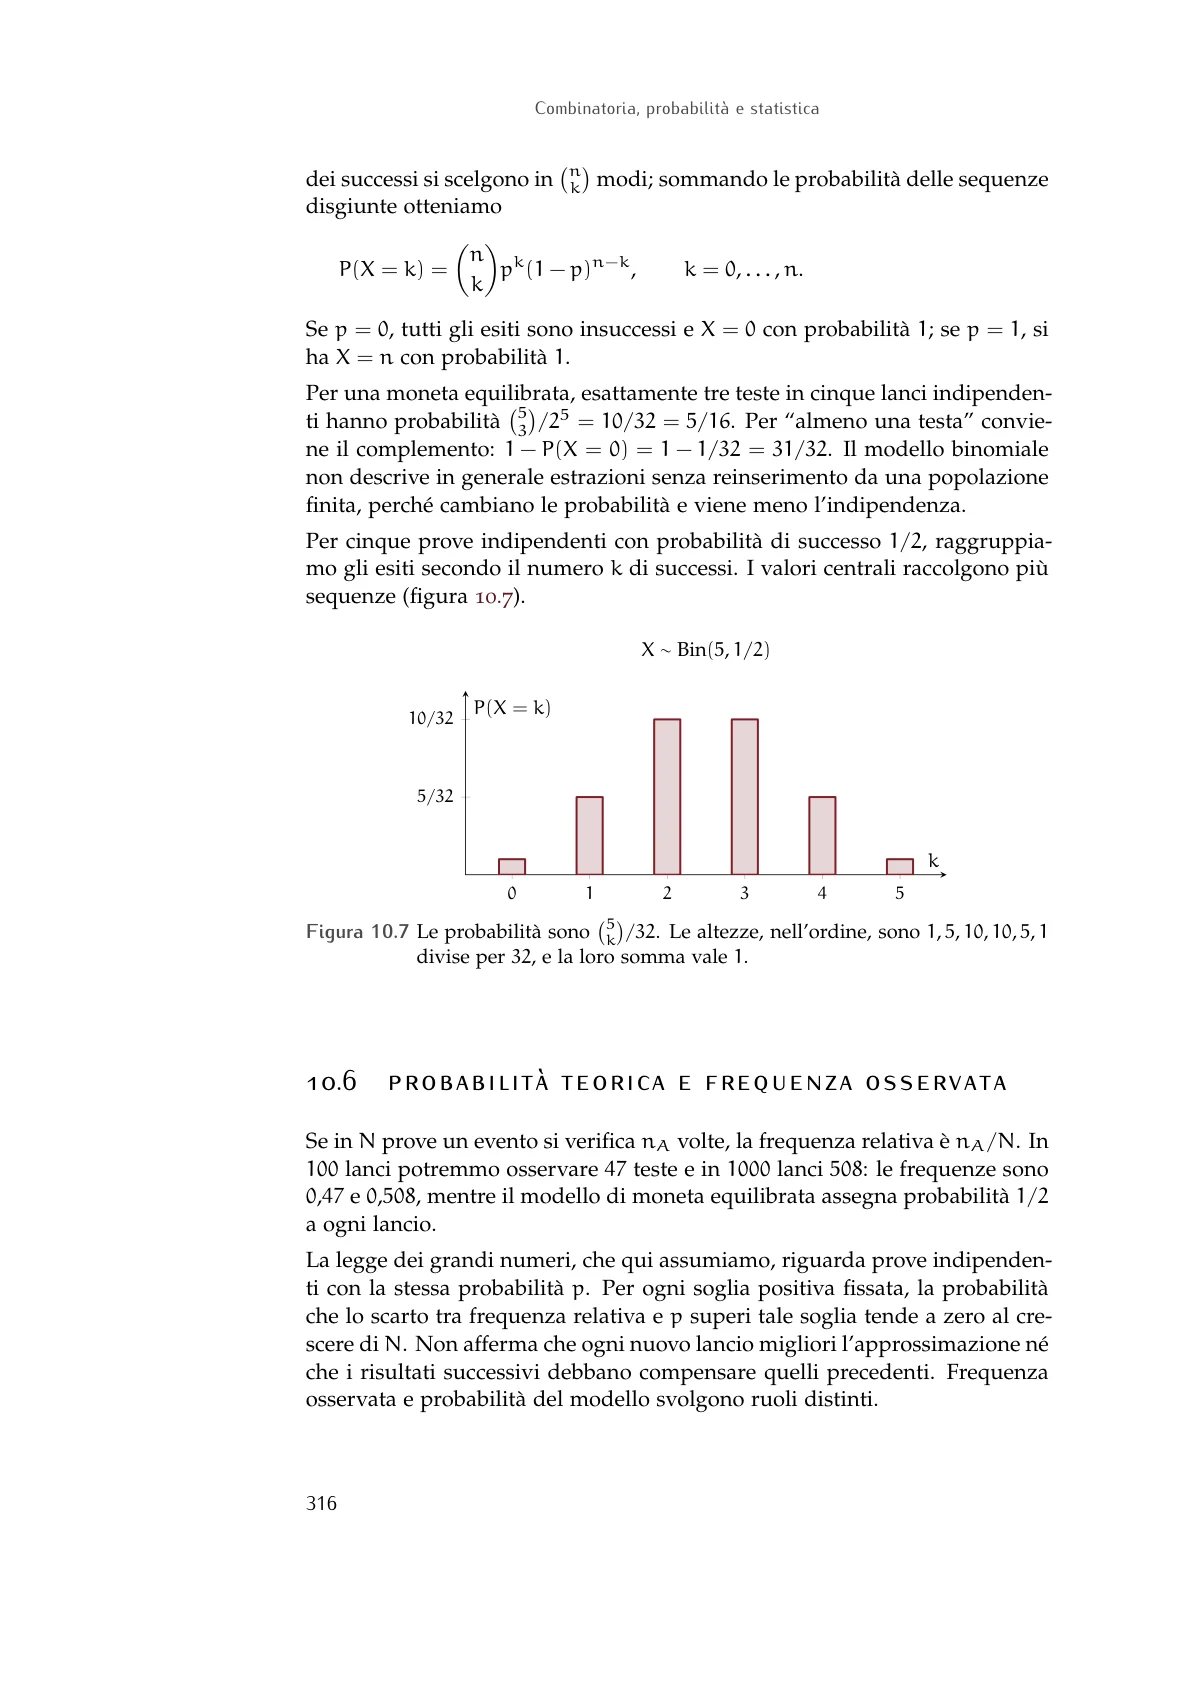 Combinatoria, probabilità e statistica
dei successi si scelgono in (n k) modi; sommando le probabilità delle sequenze
disgiunte otteniamo
P(X = k) = (n k) p^k (1 − p)^{n−k}, k = 0, . . . , n.
Se p = 0, tutti gli esiti sono insuccessi e X = 0 con probabilità 1; se p = 1, si
ha X = n con probabilità 1.
Per una moneta equilibrata, esattamente tre teste in cinque lanci indipenden-
ti hanno probabilità (5 3)/2^5 = 10/32 = 5/16. Per “almeno una testa” convie-
ne il complemento: 1 − P(X = 0) = 1 − 1/32 = 31/32. Il modello binomiale
non descrive in generale estrazioni senza reinserimento da una popolazione
finita, perché cambiano le probabilità e viene meno l’indipendenza.
Per cinque prove indipendenti con probabilità di successo 1/2, raggruppia-
mo gli esiti secondo il numero k di successi. I valori centrali raccolgono più
sequenze (figura 10.7).
X ∼ Bin(5, 1/2)
P(X = k)
10/32
5/32
k
0 1 2 3 4 5
Figura 10.7 Le probabilità sono (5 k)/32. Le altezze, nell’ordine, sono 1, 5, 10, 10, 5, 1
divise per 32, e la loro somma vale 1.
10.6 PROBABILITÀ TEORICA E FREQUENZA OSSERVATA
Se in N prove un evento si verifica n_A volte, la frequenza relativa è n_A/N. In
100 lanci potremmo osservare 47 teste e in 1000 lanci 508: le frequenze sono
0,47 e 0,508, mentre il modello di moneta equilibrata assegna probabilità 1/2
a ogni lancio.
La legge dei grandi numeri, che qui assumiamo, riguarda prove indipenden-
ti con la stessa probabilità p. Per ogni soglia positiva fissata, la probabilità
che lo scarto tra frequenza relativa e p superi tale soglia tende a zero al cre-
scere di N. Non afferma che ogni nuovo lancio migliori l’approssimazione né
che i risultati successivi debbano compensare quelli precedenti. Frequenza
osservata e probabilità del modello svolgono ruoli distinti.
316